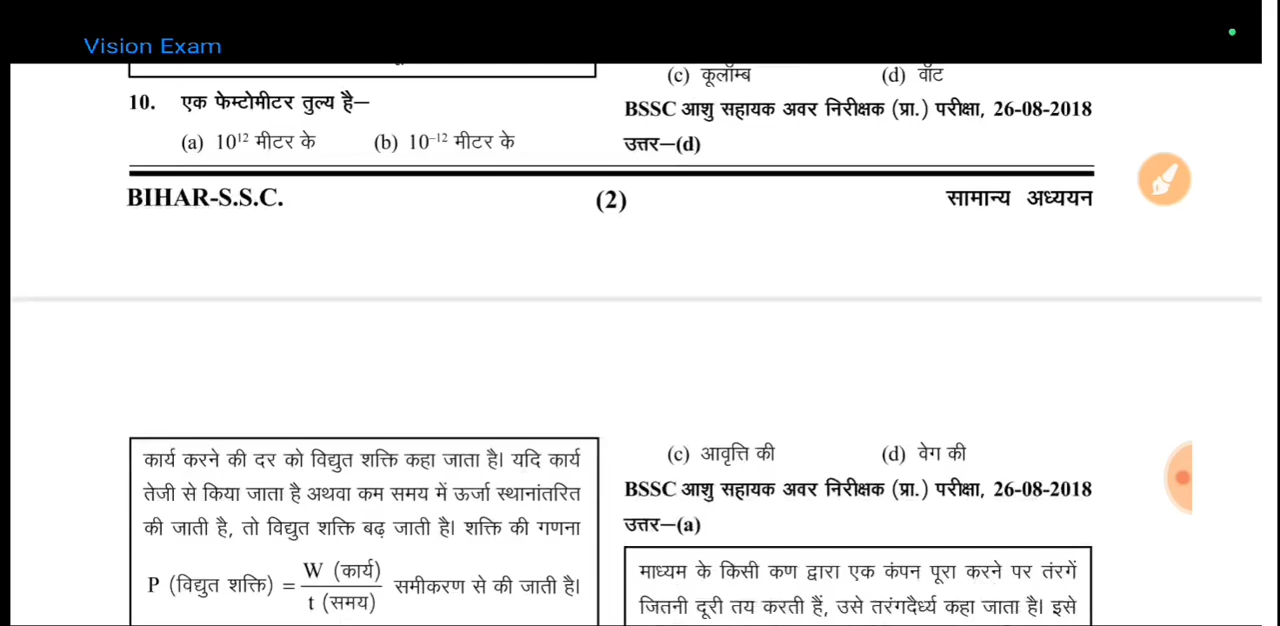 Vision Exam
10. एक फेम्टोमीटर तुल्य है–
(a) 10¹² मीटर के (b) 10⁻¹² मीटर के
(c) कूलॉम्ब (d) वॉट
BSSC आशु सहायक अवर निरीक्षक (प्रा.) परीक्षा, 26-08-2018
उत्तर–(d)
BIHAR-S.S.C. (2) सामान्य अध्ययन
कार्य करने की दर को विद्युत शक्ति कहा जाता है। यदि कार्य
तेजी से किया जाता है अथवा कम समय में ऊर्जा स्थानांतरित
की जाती है, तो विद्युत शक्ति बढ़ जाती है। शक्ति की गणना
P (विद्युत शक्ति) = W (कार्य) / t (समय) समीकरण से की जाती है।
(c) आवृत्ति की (d) वेग की
BSSC आशु सहायक अवर निरीक्षक (प्रा.) परीक्षा, 26-08-2018
उत्तर–(a)
माध्यम के किसी कण द्वारा एक कंपन पूरा करने पर तंरगें
जितनी दूरी तय करती हैं, उसे तरंगदैर्ध्य कहा जाता है। इसे